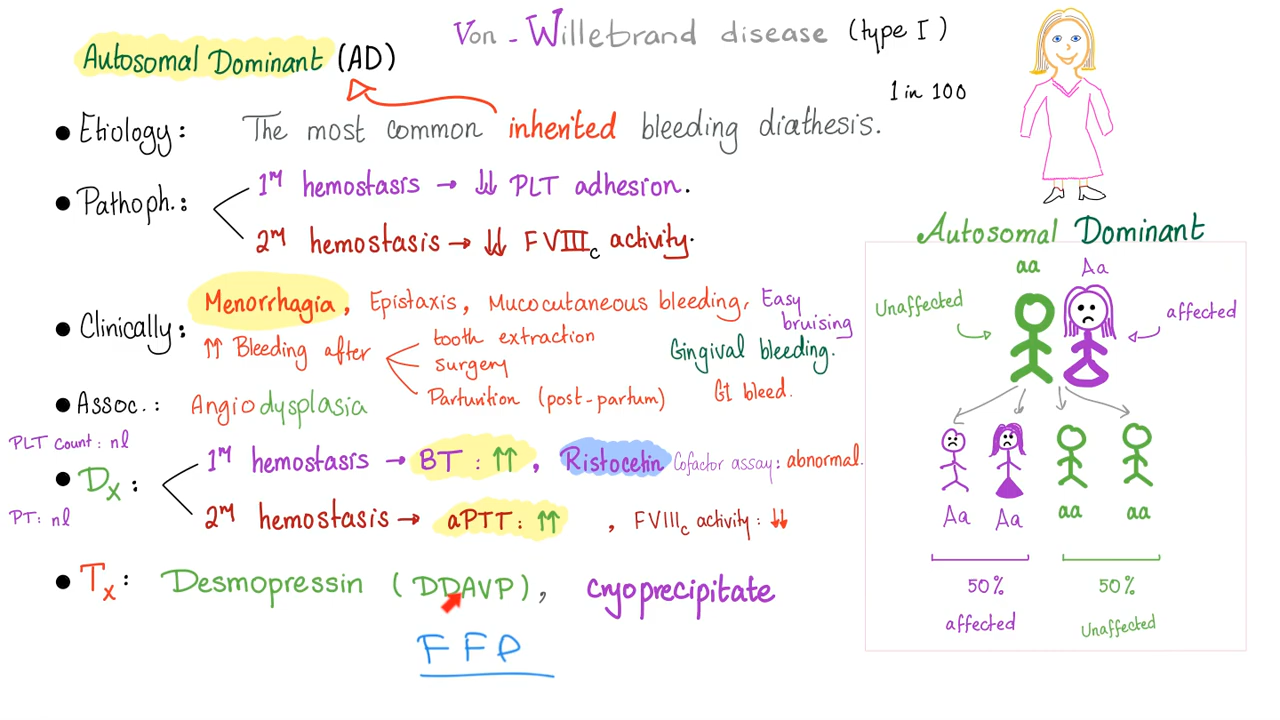 Von - Willebrand disease (type I)
Autosomal Dominant (AD)
1 in 100
● Etiology: The most common inherited bleeding diathesis.
● Pathoph.:
1ry hemostasis → ↓↓ PLT adhesion.
2ry hemostasis → ↓↓ FVIIIc activity.
● Clinically: Menorrhagia, Epistaxis, Mucocutaneous bleeding, Easy bruising
↑↑ Bleeding after
tooth extraction
surgery
Parturition (post-partum)
Gingival bleeding.
GI bleed.
● Assoc.: Angiodysplasia
PLT count: nl
● Dx:
PT: nl
1ry hemostasis → BT: ↑↑, Ristocetin Cofactor assay: abnormal.
2ry hemostasis → aPTT: ↑↑, FVIIIc activity: ↓↓
● Tx: Desmopressin (DDAVP), Cryoprecipitate
FFP
Autosomal Dominant
aa Aa
Unaffected affected
Aa Aa aa aa
50% 50%
affected Unaffected